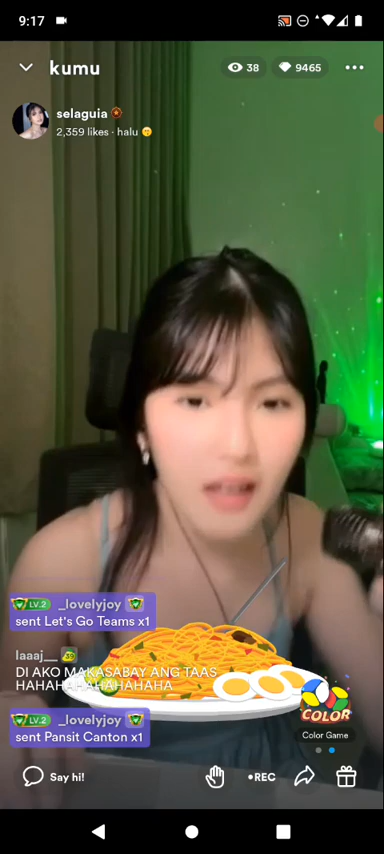 9:17
kumu
38
9465
selaguia
2,359 likes · halu
LV.2 _lovelyjoy
sent Let's Go Teams x1
laaaj__
DI AKO MAKASABAY ANG TAAS
HAHAHAHAHAHAHAHA
LV.2 _lovelyjoy
sent Pansit Canton x1
COLOR
Color Game
Say hi!
•REC